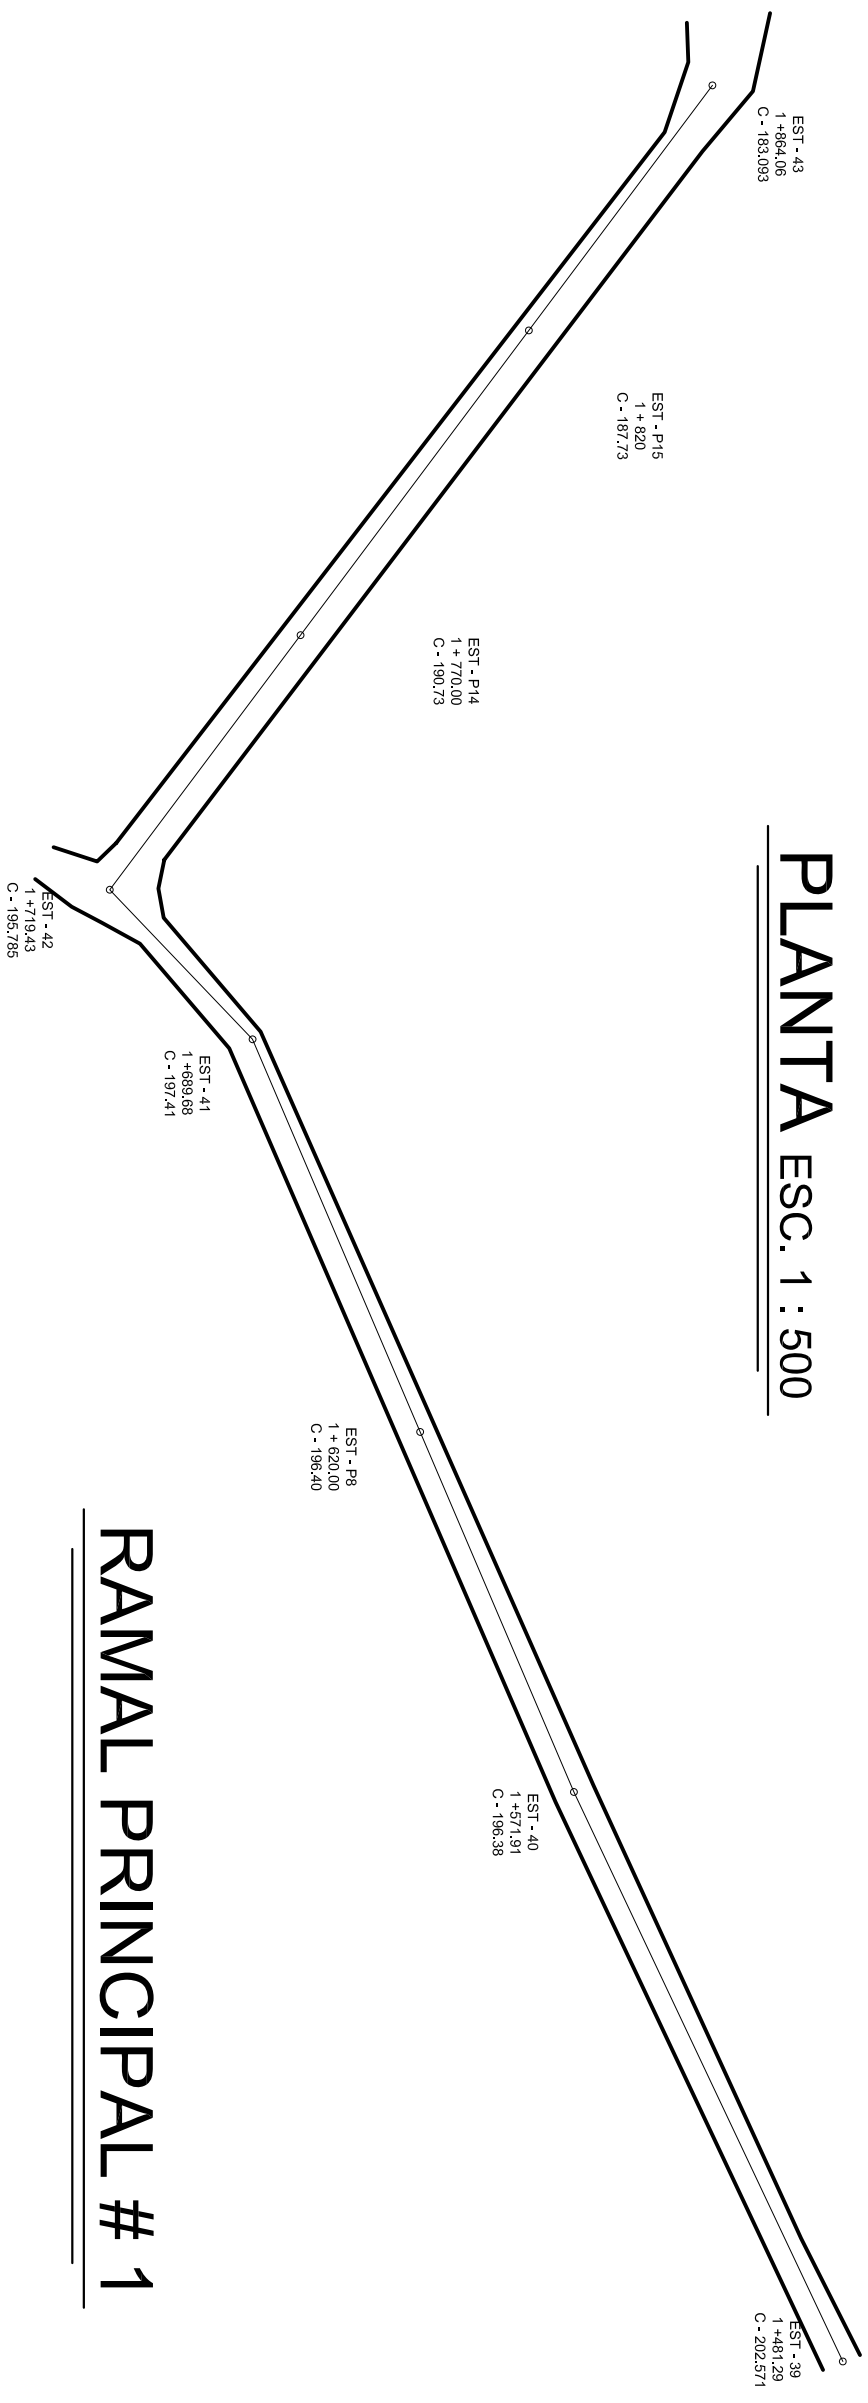 EST - 43
1 +864.06
C - 183.093
EST - P15
1 + 820
C - 187.73
EST - P14
1 + 770.00
C - 190.73
PLANTA ESC. 1 : 500
EST - 42
1 +719.43
C - 195.785
EST - 41
1 +689.68
C - 197.41
EST - P8
1 + 620.00
C - 196.40
EST - 40
1 +571.91
C - 196.38
RAMAL PRINCIPAL # 1
EST - 39
1 +481.29
C - 202.571